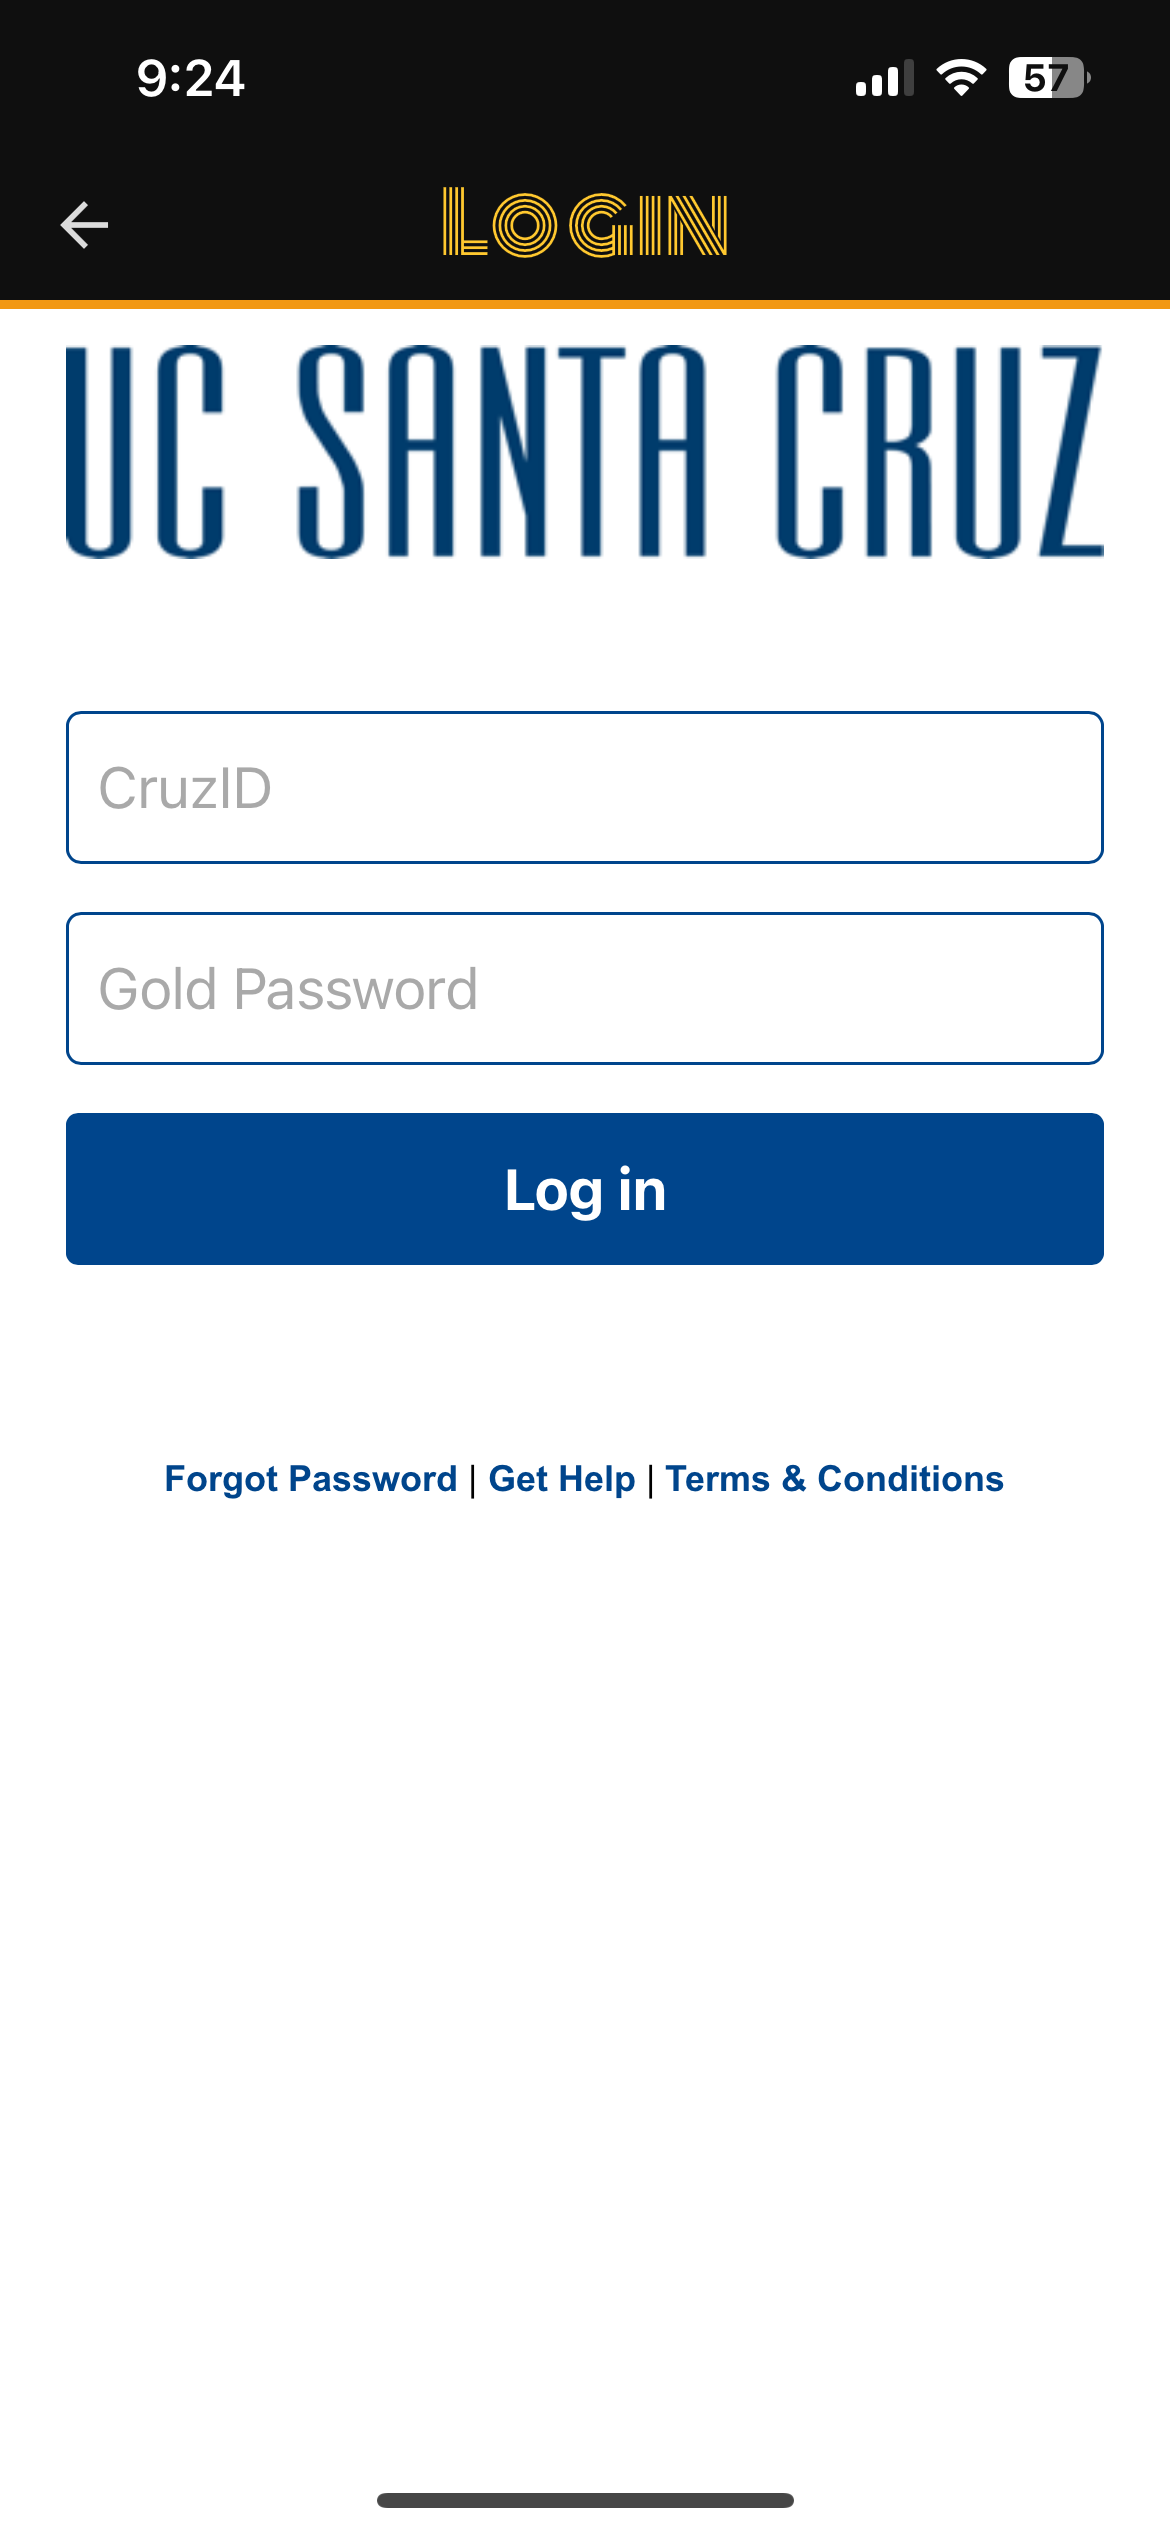 9:24
57
LOGIN
UC SANTA CRUZ
CruzID
Gold Password
Log in
Forgot Password | Get Help | Terms & Conditions